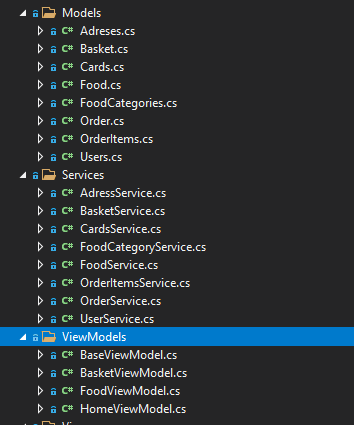 Models
C# Adreses.cs
C# Basket.cs
C# Cards.cs
C# Food.cs
C# FoodCategories.cs
C# Order.cs
C# OrderItems.cs
C# Users.cs
Services
C# AdressService.cs
C# BasketService.cs
C# CardsService.cs
C# FoodCategoryService.cs
C# FoodService.cs
C# OrderItemsService.cs
C# OrderService.cs
C# UserService.cs
ViewModels
C# BaseViewModel.cs
C# BasketViewModel.cs
C# FoodViewModel.cs
C# HomeViewModel.cs